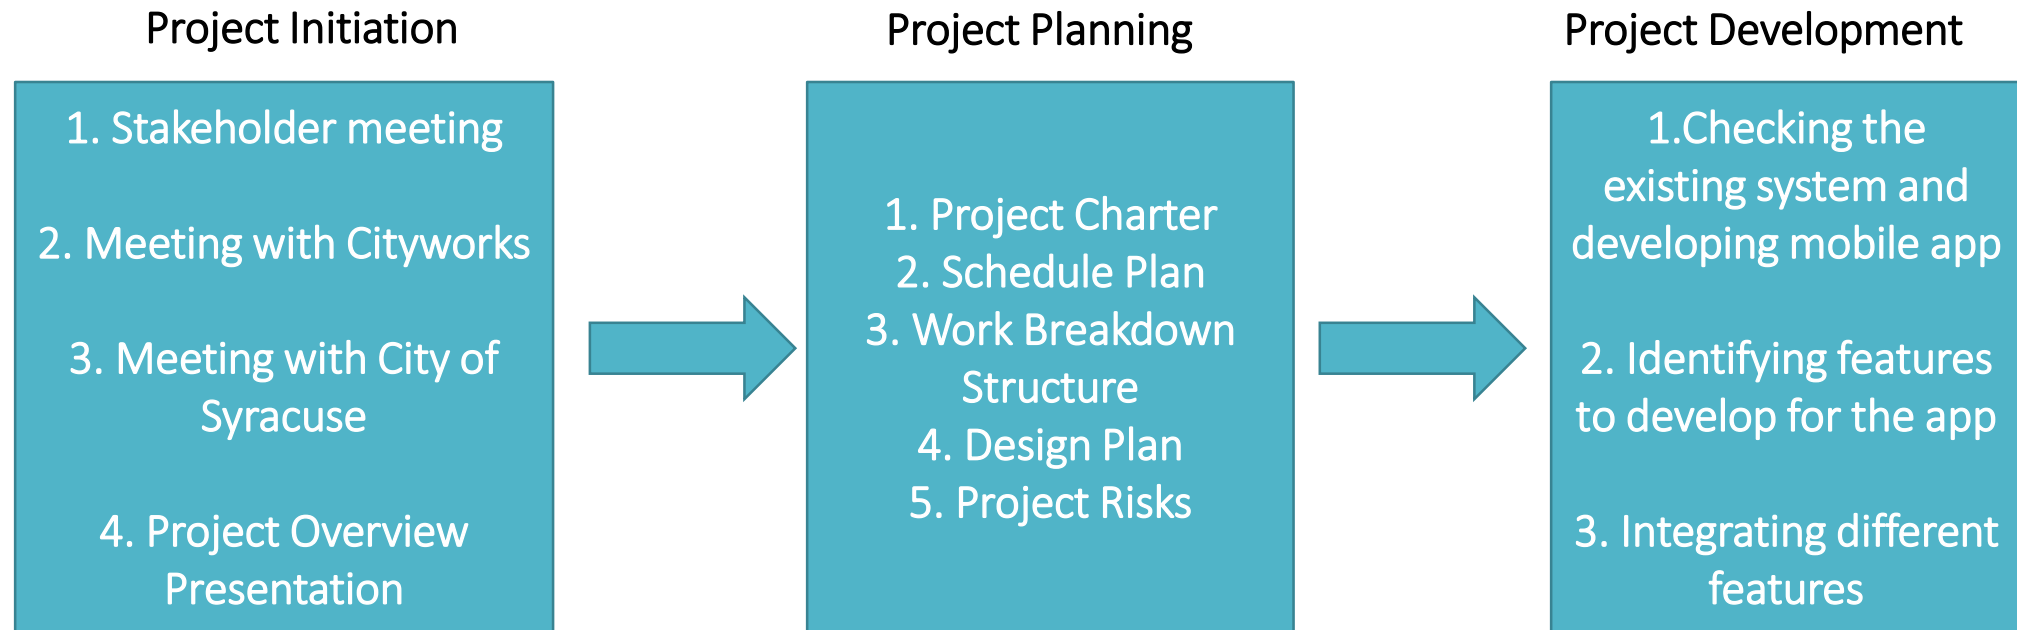 Project Initiation
1. Stakeholder meeting
2. Meeting with Cityworks
3. Meeting with City of
Syracuse
4. Project Overview
Presentation
Project Planning
1. Project Charter
2. Schedule Plan
3. Work Breakdown
Structure
4. Design Plan
5. Project Risks
Project Development
1.Checking the
existing system and
developing mobile app
2. Identifying features
to develop for the app
3. Integrating different
features